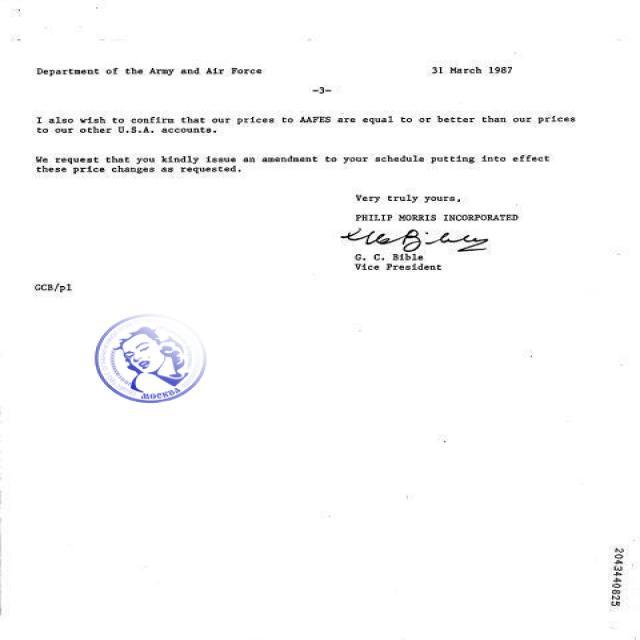 Department of the Army and Air Force 31 March 1987
-3-
I also wish to confirm that our prices to AAFES are equal to or better than our prices
to our other U.S.A. accounts.
We request that you kindly issue an amendment to your schedule putting into effect
these price changes as requested.
Very truly yours,
PHILIP MORRIS INCORPORATED
G. C. Bible
Vice President
GCB/pl
МОСКВА
2043440825